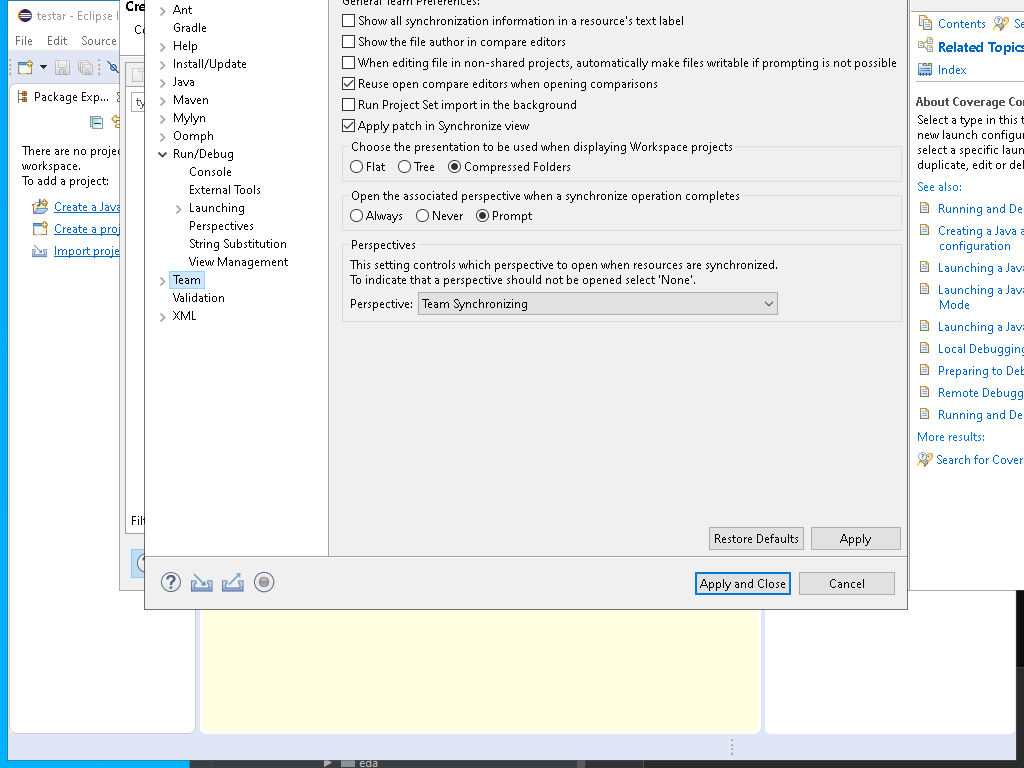 testar - Eclipse I
File Edit Source
Package Exp...
There are no proje
workspace.
To add a project:
Create a Java
Create a proj
Import proje
Cre
ty
Filt
Ant
Gradle
Help
Install/Update
Java
Maven
Mylyn
Oomph
Run/Debug
Console
External Tools
Launching
Perspectives
String Substitution
View Management
Team
Validation
XML
General Team Preferences:
Show all synchronization information in a resource's text label
Show the file author in compare editors
When editing file in non-shared projects, automatically make files writable if prompting is not possible
Reuse open compare editors when opening comparisons
Run Project Set import in the background
Apply patch in Synchronize view
Choose the presentation to be used when displaying Workspace projects
Flat Tree Compressed Folders
Open the associated perspective when a synchronize operation completes
Always Never Prompt
Perspectives
This setting controls which perspective to open when resources are synchronized.
To indicate that a perspective should not be opened select 'None'.
Perspective: Team Synchronizing
Restore Defaults Apply
Apply and Close Cancel
Contents Se
Related Topics
Index
About Coverage Co
Select a type in this t
new launch configur
select a specific laun
duplicate, edit or del
See also:
Running and De
Creating a Java a
configuration
Launching a Java
Launching a Java
Mode
Launching a Java
Local Debugging
Preparing to Deb
Remote Debugg
Running and De
More results:
Search for Cover
eda